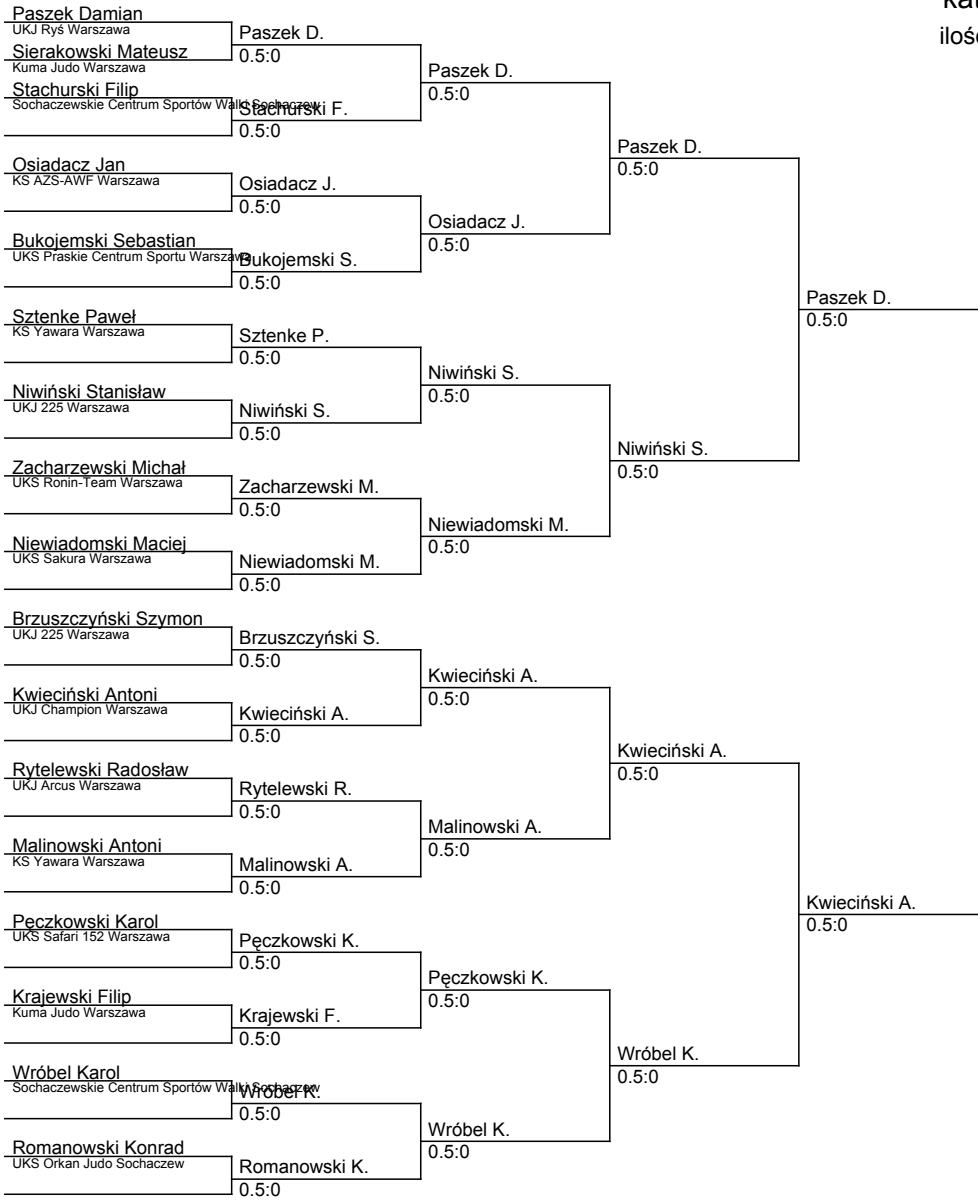 kat
ilość
Paszek Damian
UKJ Ryś Warszawa
Sierakowski Mateusz
Kuma Judo Warszawa
Stachurski Filip
Sochaczewskie Centrum Sportów Walki Sochaczew
Osiadacz Jan
KS AZS-AWF Warszawa
Bukojemski Sebastian
UKS Praskie Centrum Sportu Warszawa
Sztenke Paweł
KS Yawara Warszawa
Niwiński Stanisław
UKJ 225 Warszawa
Zacharzewski Michał
UKS Ronin-Team Warszawa
Niewiadomski Maciej
UKS Sakura Warszawa
Brzuszczyński Szymon
UKJ 225 Warszawa
Kwieciński Antoni
UKJ Champion Warszawa
Rytelewski Radosław
UKJ Arcus Warszawa
Malinowski Antoni
KS Yawara Warszawa
Pęczkowski Karol
UKS Safari 152 Warszawa
Krajewski Filip
Kuma Judo Warszawa
Wróbel Karol
Sochaczewskie Centrum Sportów Walki Sochaczew
Romanowski Konrad
UKS Orkan Judo Sochaczew
Paszek D.
0.5:0
Stachurski F.
0.5:0
Osiadacz J.
0.5:0
Bukojemski S.
0.5:0
Sztenke P.
0.5:0
Niwiński S.
0.5:0
Zacharzewski M.
0.5:0
Niewiadomski M.
0.5:0
Brzuszczyński S.
0.5:0
Kwieciński A.
0.5:0
Rytelewski R.
0.5:0
Malinowski A.
0.5:0
Pęczkowski K.
0.5:0
Krajewski F.
0.5:0
Wróbel K.
0.5:0
Romanowski K.
0.5:0
Paszek D.
0.5:0
Osiadacz J.
0.5:0
Niwiński S.
0.5:0
Niewiadomski M.
0.5:0
Kwieciński A.
0.5:0
Malinowski A.
0.5:0
Pęczkowski K.
0.5:0
Wróbel K.
0.5:0
Paszek D.
0.5:0
Niwiński S.
0.5:0
Kwieciński A.
0.5:0
Wróbel K.
0.5:0
Paszek D.
0.5:0
Kwieciński A.
0.5:0